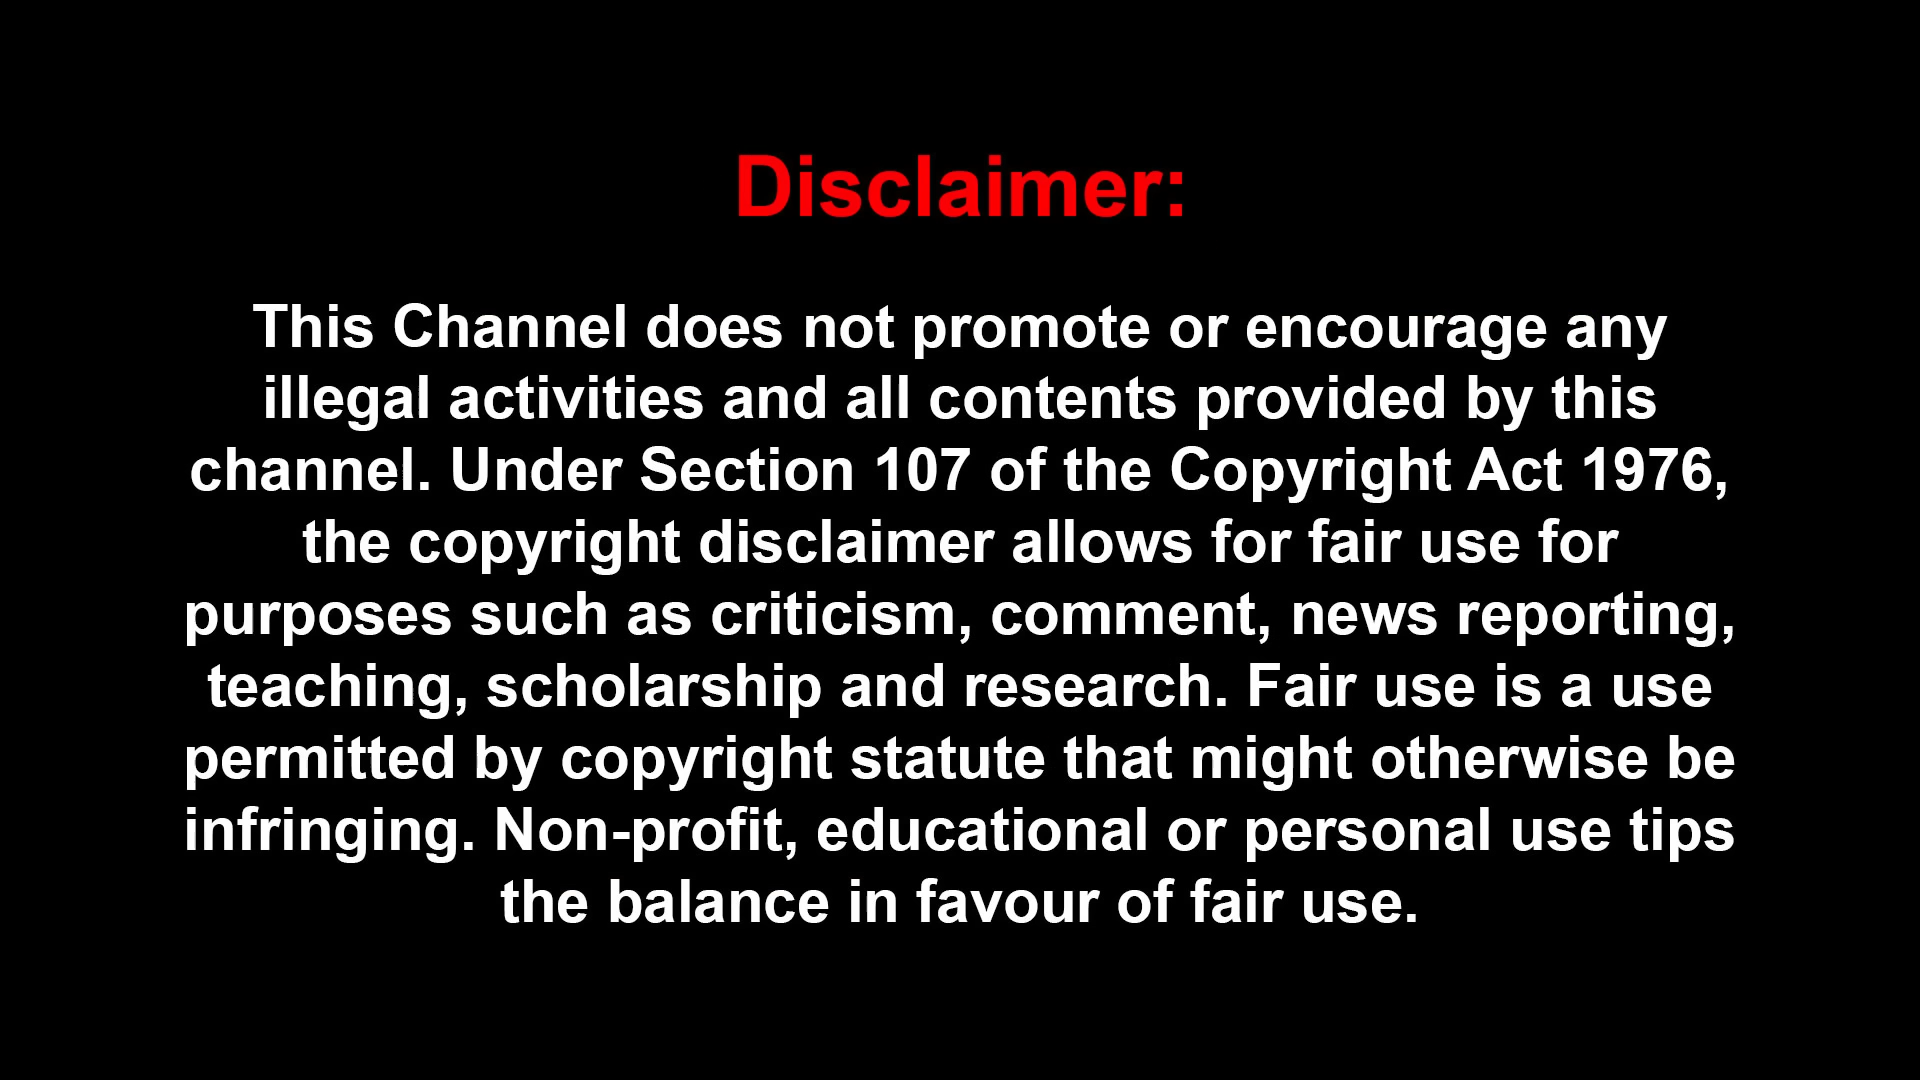 Disclaimer:
This Channel does not promote or encourage any
illegal activities and all contents provided by this
channel. Under Section 107 of the Copyright Act 1976,
the copyright disclaimer allows for fair use for
purposes such as criticism, comment, news reporting,
teaching, scholarship and research. Fair use is a use
permitted by copyright statute that might otherwise be
infringing. Non-profit, educational or personal use tips
the balance in favour of fair use.